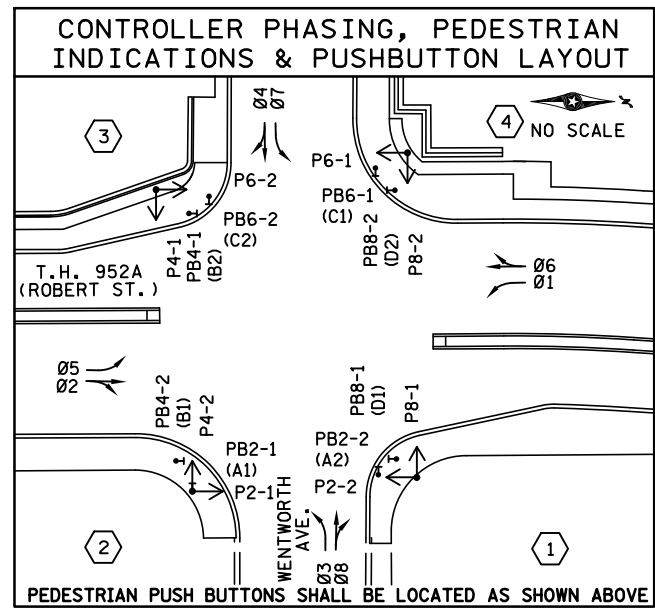 CONTROLLER PHASING, PEDESTRIAN
INDICATIONS & PUSHBUTTON LAYOUT
3
Ø4
Ø7
4
NO SCALE
P6-2
PB6-2
(C2)
P4-1
PB4-1
(B2)
P6-1
PB6-1
(C1)
PB8-2
(D2)
P8-2
T.H. 952A
(ROBERT ST.)
Ø6
Ø1
Ø5
Ø2
PB4-2
(B1)
P4-2
PB2-1
(A1)
P2-1
PB8-1
(D1)
P8-1
PB2-2
(A2)
P2-2
WENTWORTH
AVE.
Ø3
Ø8
2
1
PEDESTRIAN PUSH BUTTONS SHALL BE LOCATED AS SHOWN ABOVE